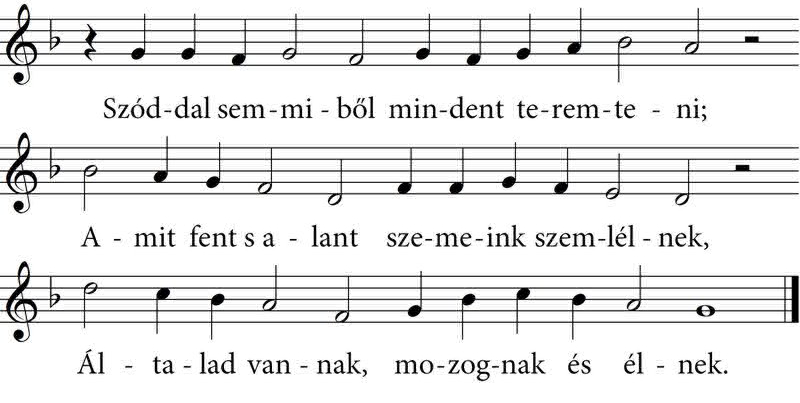 Szód-dal sem-mi - ből min-dent te-rem-te - ni;
A - mit fent s a - lant sze-me-ink szem-lél - nek,
Ál - ta - lad van - nak, mo-zog-nak és él - nek.